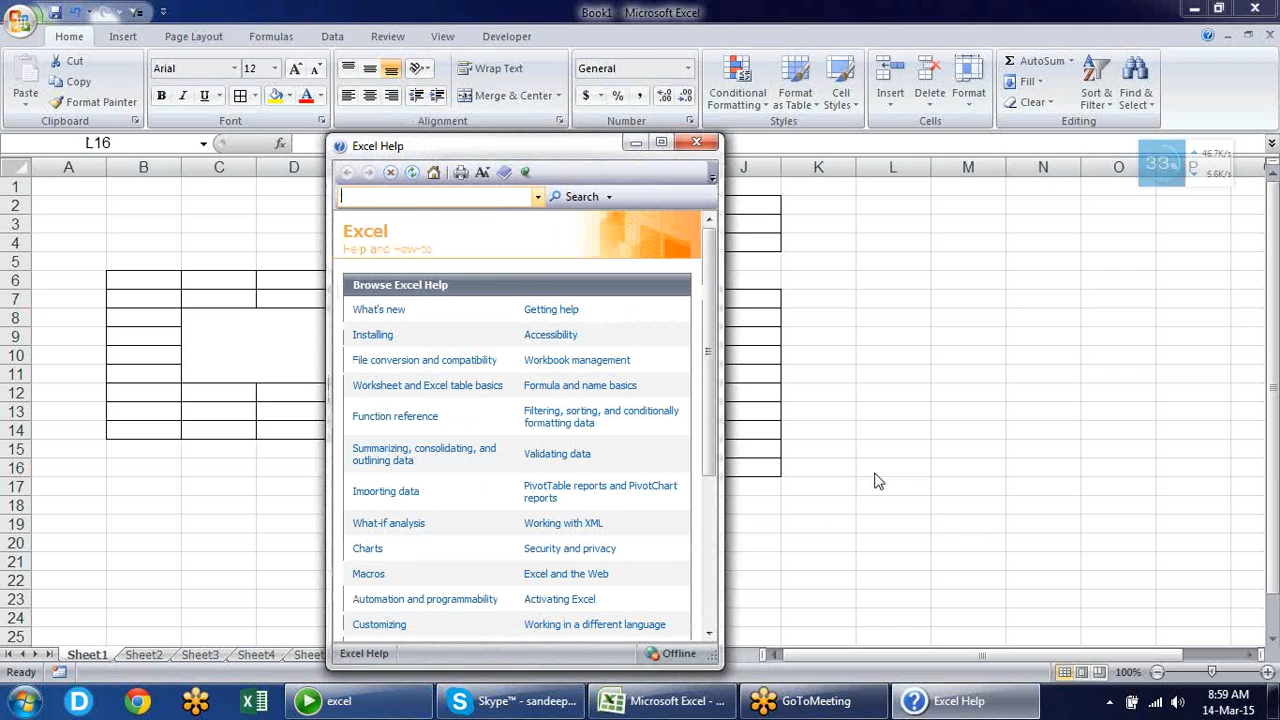 Book1 - Microsoft Excel
Home Insert Page Layout Formulas Data Review View Developer
Paste
Cut
Copy
Format Painter
Clipboard
Arial 12
B I U
Font
Wrap Text
Merge & Center
Alignment
General
$ % ,
Number
Conditional Formatting
Format as Table
Cell Styles
Styles
Insert Delete Format
Cells
Σ AutoSum
Fill
Clear
Sort & Filter
Find & Select
Editing
L16
fx
A B C D J K L M N O P
33%
46.7K/s
5.6K/s
1
2
3
4
5
6
7
8
9
10
11
12
13
14
15
16
17
18
19
20
21
22
23
24
25
Excel Help
Search
Excel
Help and How-to
Browse Excel Help
What's new Getting help
Installing Accessibility
File conversion and compatibility Workbook management
Worksheet and Excel table basics Formula and name basics
Function reference
Filtering, sorting, and conditionally
formatting data
Summarizing, consolidating, and
outlining data
Validating data
Importing data
PivotTable reports and PivotChart
reports
What-if analysis Working with XML
Charts Security and privacy
Macros Excel and the Web
Automation and programmability Activating Excel
Customizing Working in a different language
Excel Help Offline
Sheet1 Sheet2 Sheet3 Sheet4 Sheet
Ready 100%
excel
Skype™ - sandeep...
Microsoft Excel - ...
GoToMeeting
Excel Help
8:59 AM
14-Mar-15